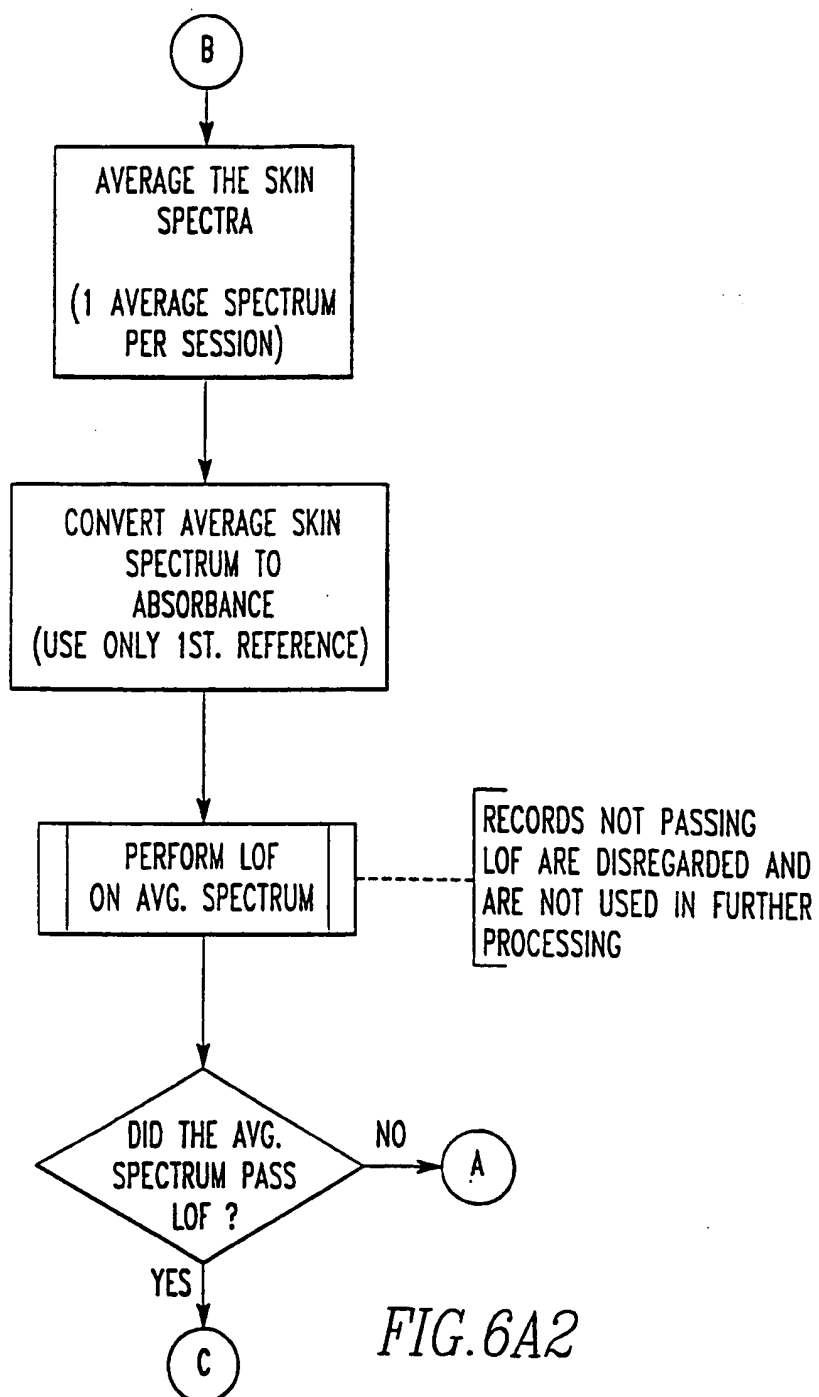 B
AVERAGE THE SKIN
SPECTRA
(1 AVERAGE SPECTRUM
PER SESSION)
CONVERT AVERAGE SKIN
SPECTRUM TO
ABSORBANCE
(USE ONLY 1ST. REFERENCE)
PERFORM LOF
ON AVG. SPECTRUM
RECORDS NOT PASSING
LOF ARE DISREGARDED AND
ARE NOT USED IN FURTHER
PROCESSING
DID THE AVG.
SPECTRUM PASS
LOF ?
NO
A
YES
C
FIG.6A2